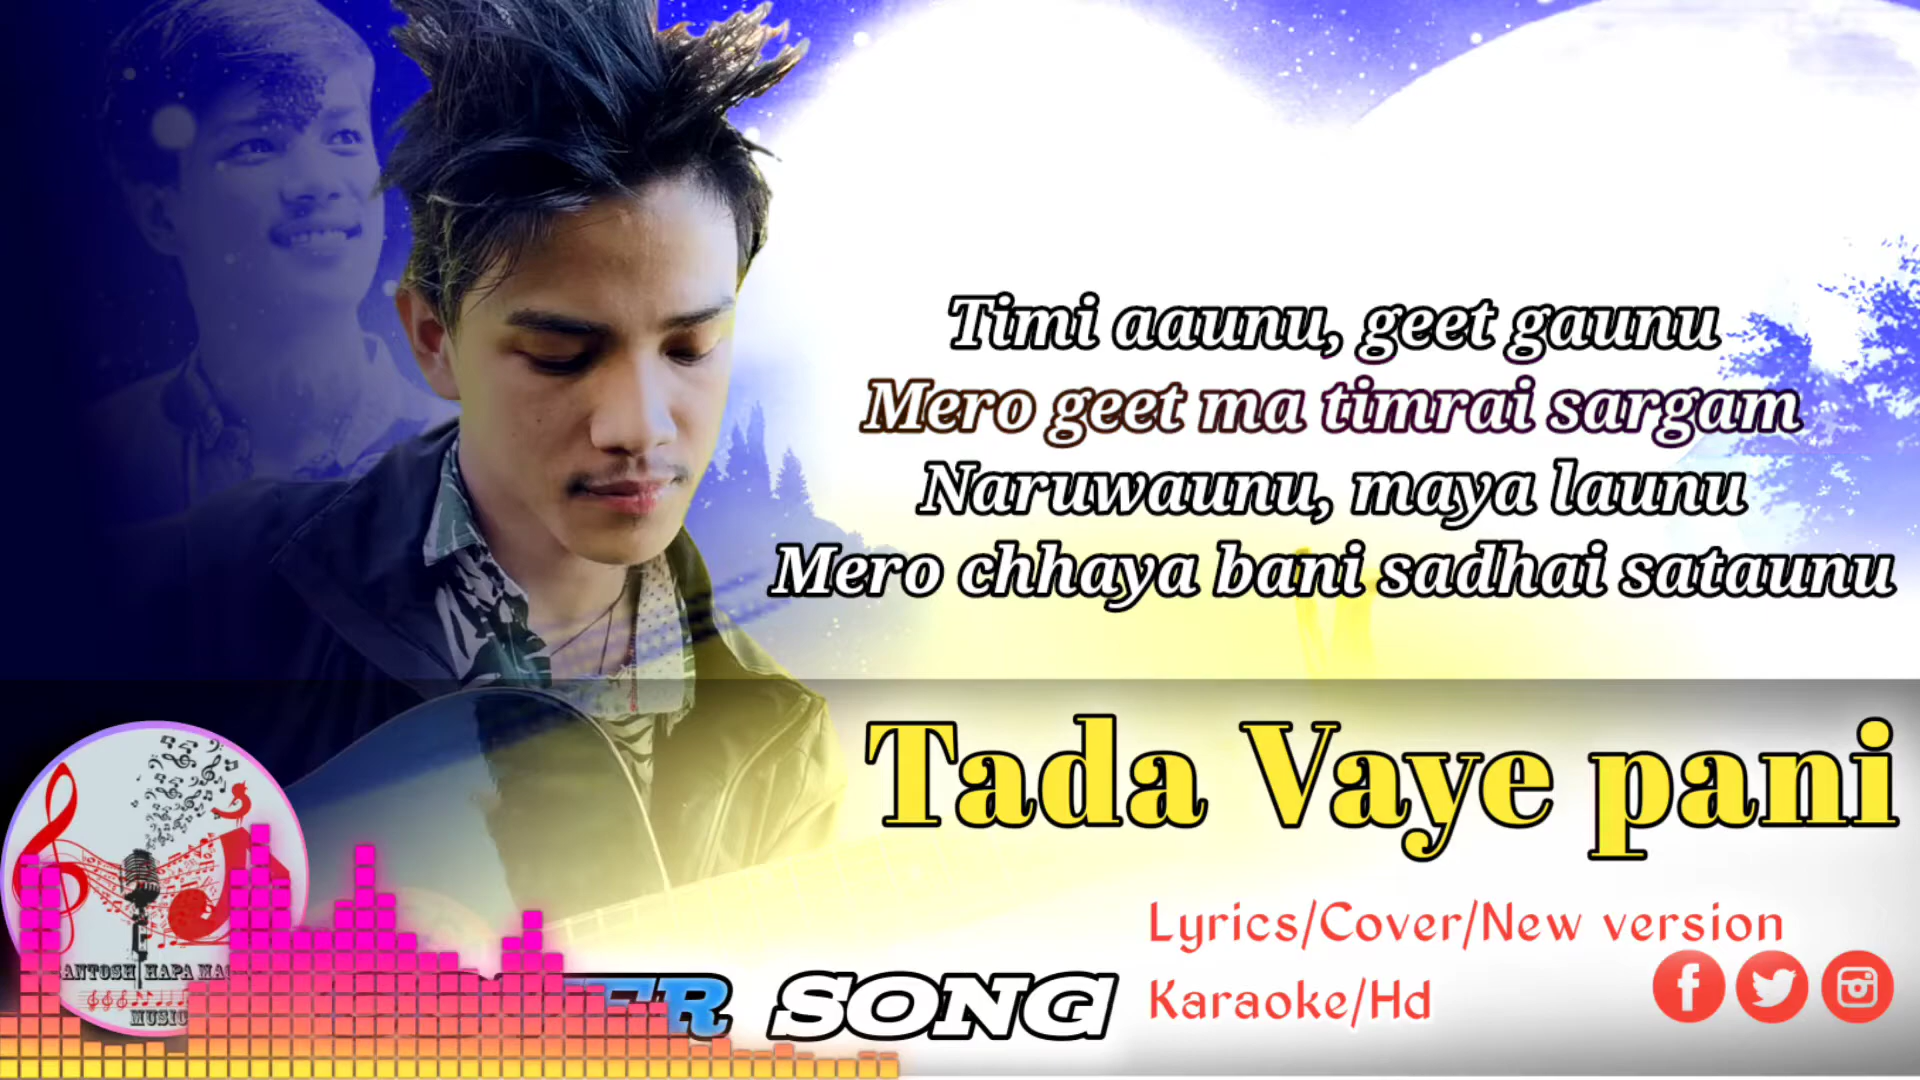 Timi aaunu, geet gaunu
Mero geet ma timrai sargam
Naruwaunu, maya launu
Mero chhaya bani sadhai sataunu
Tada Vaye pani
Lyrics/Cover/New version
Karaoke/Hd
SONG
MUSIC